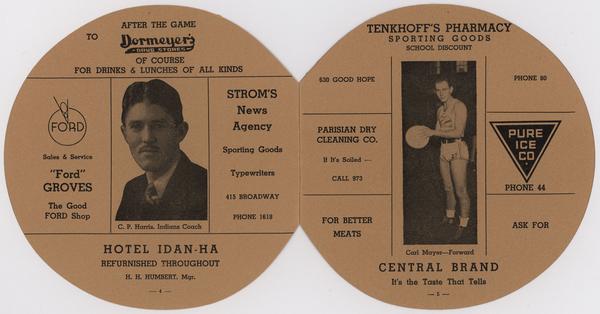 AFTER THE GAME
TO Dormeyer's
DRUG STORES
OF COURSE
FOR DRINKS & LUNCHES OF ALL KINDS
FORD
Sales & Service
"Ford"
GROVES
The Good
FORD Shop
C. P. Harris, Indians Coach
STROM'S
News
Agency
Sporting Goods
Typewriters
415 BROADWAY
PHONE 1618
HOTEL IDAN-HA
REFURNISHED THROUGHOUT
H. H. HUMBERT, Mgr.
— 4 —
TENKHOFF'S PHARMACY
SPORTING GOODS
SCHOOL DISCOUNT
630 GOOD HOPE
PHONE 80
PARISIAN DRY
CLEANING CO.
If It's Soiled —
CALL 973
PURE
ICE
CO.
PHONE 44
FOR BETTER
MEATS
Carl Mayer—Forward
ASK FOR
CENTRAL BRAND
It's the Taste That Tells
— 5 —